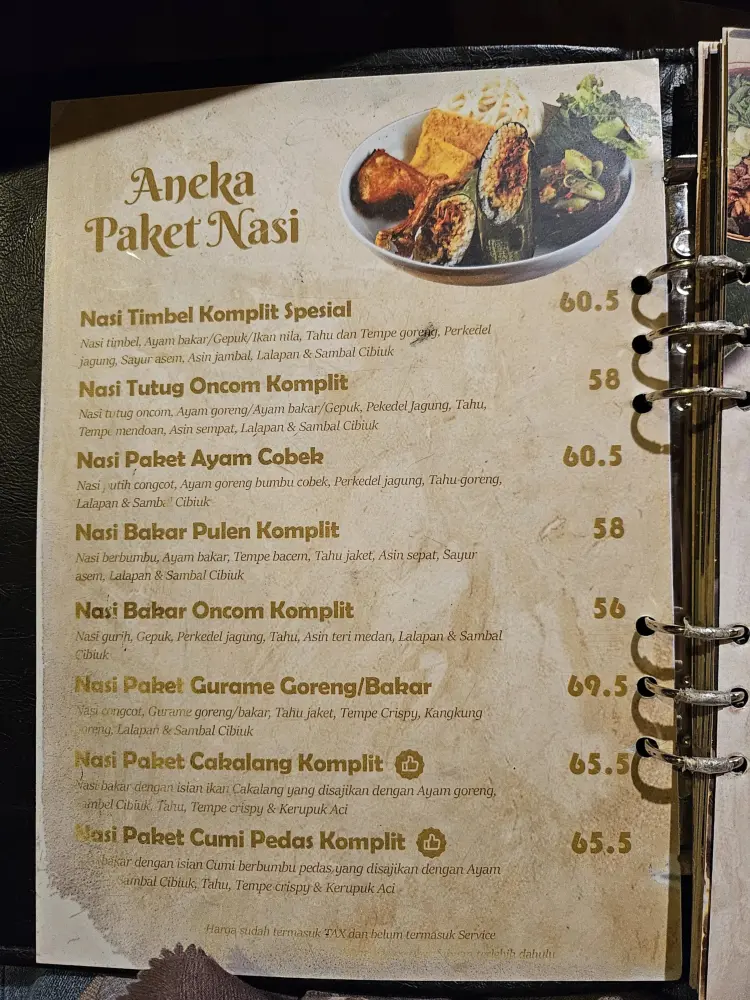 Aneka
Paket Nasi
Nasi Timbel Komplit Spesial 60.5
Nasi timbel, Ayam bakar/Gepuk/Ikan nila, Tahu dan Tempe goreng, Perkedel
jagung, Sayur asem, Asin jambal, Lalapan & Sambal Cibiuk
Nasi Tutug Oncom Komplit 58
Nasi tutug oncom, Ayam goreng/Ayam bakar/Gepuk, Pekedel Jagung, Tahu,
Tempe mendoan, Asin sempat, Lalapan & Sambal Cibiuk
Nasi Paket Ayam Cobek 60.5
Nasi putih congcot, Ayam goreng bumbu cobek, Perkedel jagung, Tahu goreng,
Lalapan & Sambal Cibiuk
Nasi Bakar Pulen Komplit 58
Nasi berbumbu, Ayam bakar, Tempe bacem, Tahu jaket, Asin sepat, Sayur
asem, Lalapan & Sambal Cibiuk
Nasi Bakar Oncom Komplit 56
Nasi gurih, Gepuk, Perkedel jagung, Tahu, Asin teri medan, Lalapan & Sambal
Cibiuk
Nasi Paket Gurame Goreng/Bakar 69.5
Nasi congcot, Gurame goreng/bakar, Tahu jaket, Tempe Crispy, Kangkung
goreng, Lalapan & Sambal Cibiuk
Nasi Paket Cakalang Komplit 65.5
Nasi bakar dengan isian ikan Cakalang yang disajikan dengan Ayam goreng,
Sambel Cibiuk, Tahu, Tempe crispy & Kerupuk Aci
Nasi Paket Cumi Pedas Komplit 65.5
bakar dengan isian Cumi berbumbu pedas yang disajikan dengan Ayam
Sambal Cibiuk, Tahu, Tempe crispy & Kerupuk Aci
Harga sudah termasuk TAX dan belum termasuk Service
terlebih dahulu